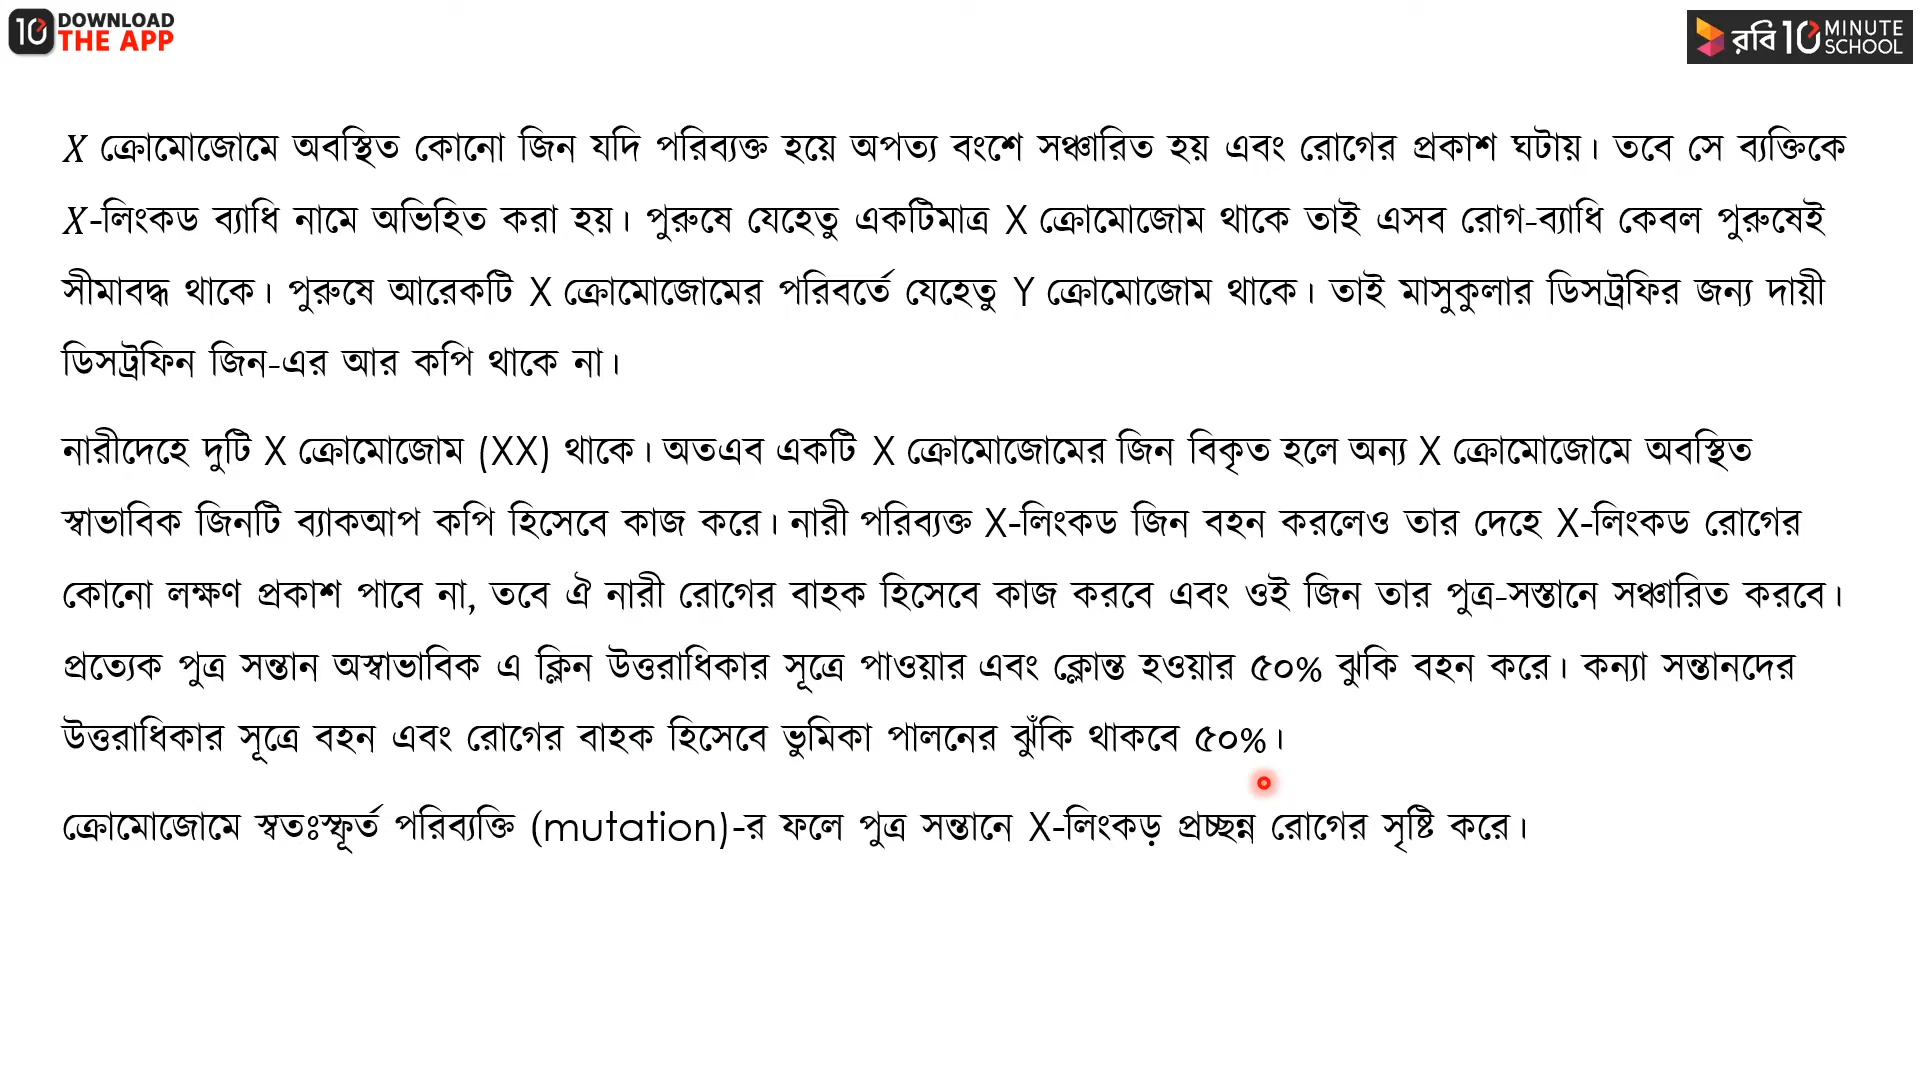 10 DOWNLOAD THE APP
রবি 10 MINUTE SCHOOL
X ক্রোমোজোমে অবস্থিত কোনো জিন যদি পরিব্যক্ত হয়ে অপত্য বংশে সঞ্চারিত হয় এবং রোগের প্রকাশ ঘটায়। তবে সে ব্যক্তিকে
X-লিংকড ব্যাধি নামে অভিহিত করা হয়। পুরুষে যেহেতু একটিমাত্র X ক্রোমোজোম থাকে তাই এসব রোগ-ব্যাধি কেবল পুরুষেই
সীমাবদ্ধ থাকে। পুরুষে আরেকটি X ক্রোমোজোমের পরিবর্তে যেহেতু Y ক্রোমোজোম থাকে। তাই মাসুকুলার ডিসট্রফির জন্য দায়ী
ডিসট্রফিন জিন-এর আর কপি থাকে না।
নারীদেহে দুটি X ক্রোমোজোম (XX) থাকে। অতএব একটি X ক্রোমোজোমের জিন বিকৃত হলে অন্য X ক্রোমোজোমে অবস্থিত
স্বাভাবিক জিনটি ব্যাকআপ কপি হিসেবে কাজ করে। নারী পরিব্যক্ত X-লিংকড জিন বহন করলেও তার দেহে X-লিংকড রোগের
কোনো লক্ষণ প্রকাশ পাবে না, তবে ঐ নারী রোগের বাহক হিসেবে কাজ করবে এবং ওই জিন তার পুত্র-সস্তানে সঞ্চারিত করবে।
প্রত্যেক পুত্র সন্তান অস্বাভাবিক এ ক্লিন উত্তরাধিকার সূত্রে পাওয়ার এবং ক্লোন্ত হওয়ার ৫০% ঝুকি বহন করে। কন্যা সন্তানদের
উত্তরাধিকার সূত্রে বহন এবং রোগের বাহক হিসেবে ভুমিকা পালনের ঝুঁকি থাকবে ৫০%।
ক্রোমোজোমে স্বতঃস্ফূর্ত পরিব্যক্তি (mutation)-র ফলে পুত্র সন্তানে X-লিংকড় প্রচ্ছন্ন রোগের সৃষ্টি করে।